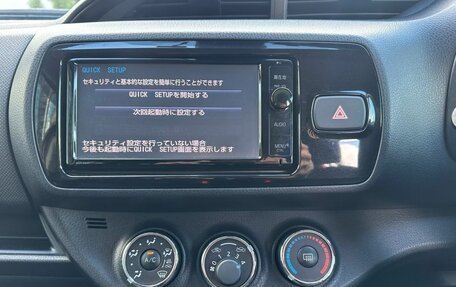 QUICK SETUP
セキュリティと基本的な設定を簡単に行うことができます
QUICK SETUPを開始する
次回起動時に設定する
セキュリティ設定を行っていない場合
今後も起動時にQUICK SETUP画面を表示します
現在地
AUDIO
MENU
A/C